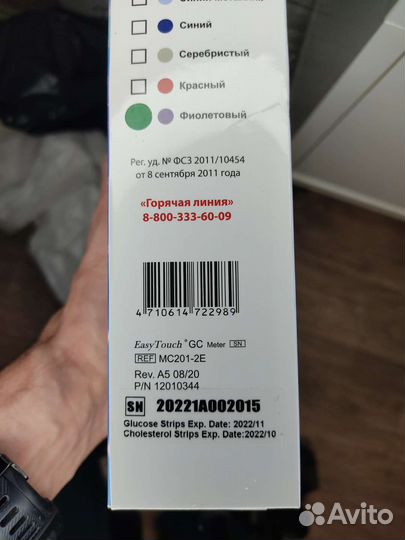 Синий
Серебристый
Красный
Фиолетовый
Рег. уд. № ФСЗ 2011/10454
от 8 сентября 2011 года
«Горячая линия»
8-800-333-60-09
4 710614 722989
EasyTouch® GC Meter SN
REF MC201-2E
Rev. A5 08/20
P/N 12010344
SN 20221A002015
Glucose Strips Exp. Date: 2022/11
Cholesterol Strips Exp. Date:2022/10
Avito